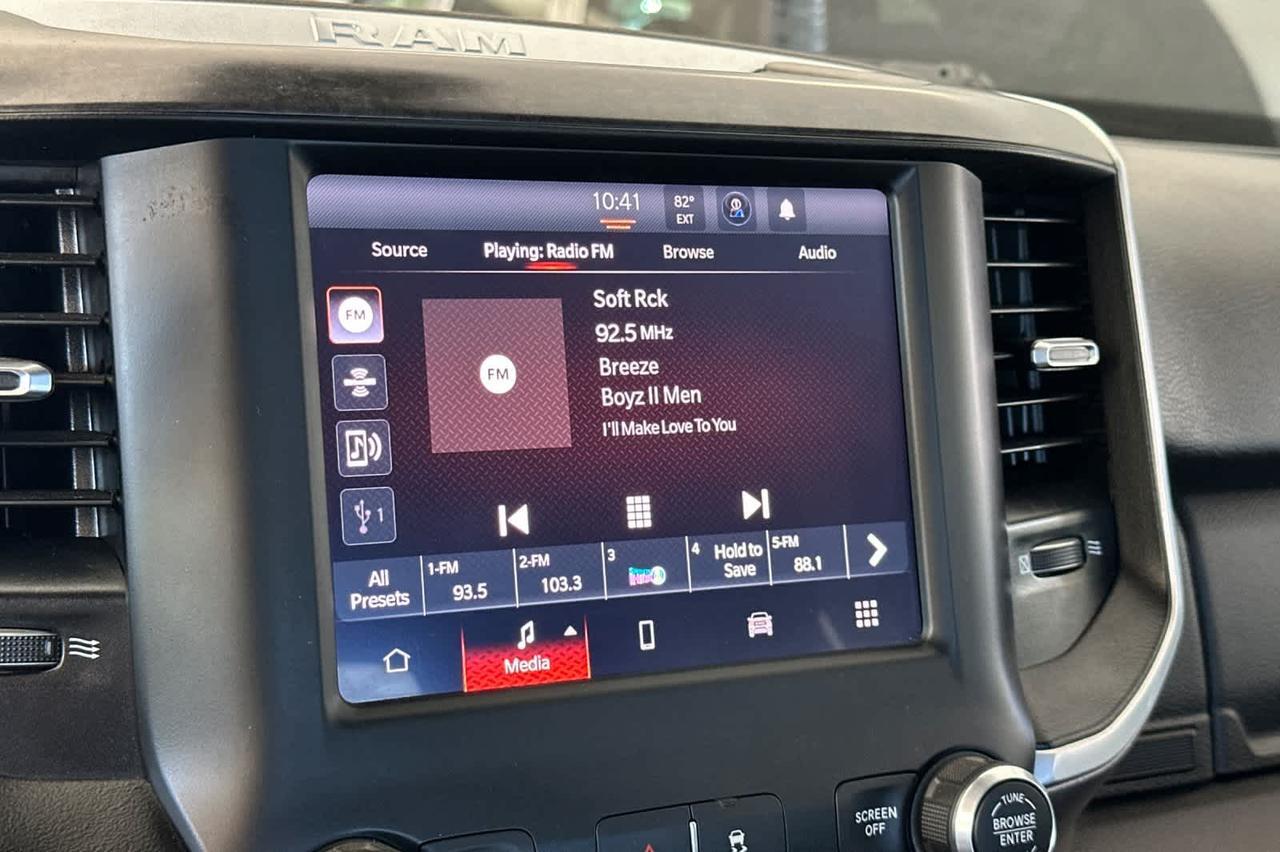 RAM
10:41
82°
EXT
Source
Playing: Radio FM
Browse
Audio
FM
FM
Soft Rck
92.5 MHz
Breeze
Boyz II Men
I'll Make Love To You
1
All
Presets
1-FM
93.5
2-FM
103.3
3
4
Hold to
Save
5-FM
88.1
Media
SCREEN
OFF
TUNE
BROWSE
ENTER